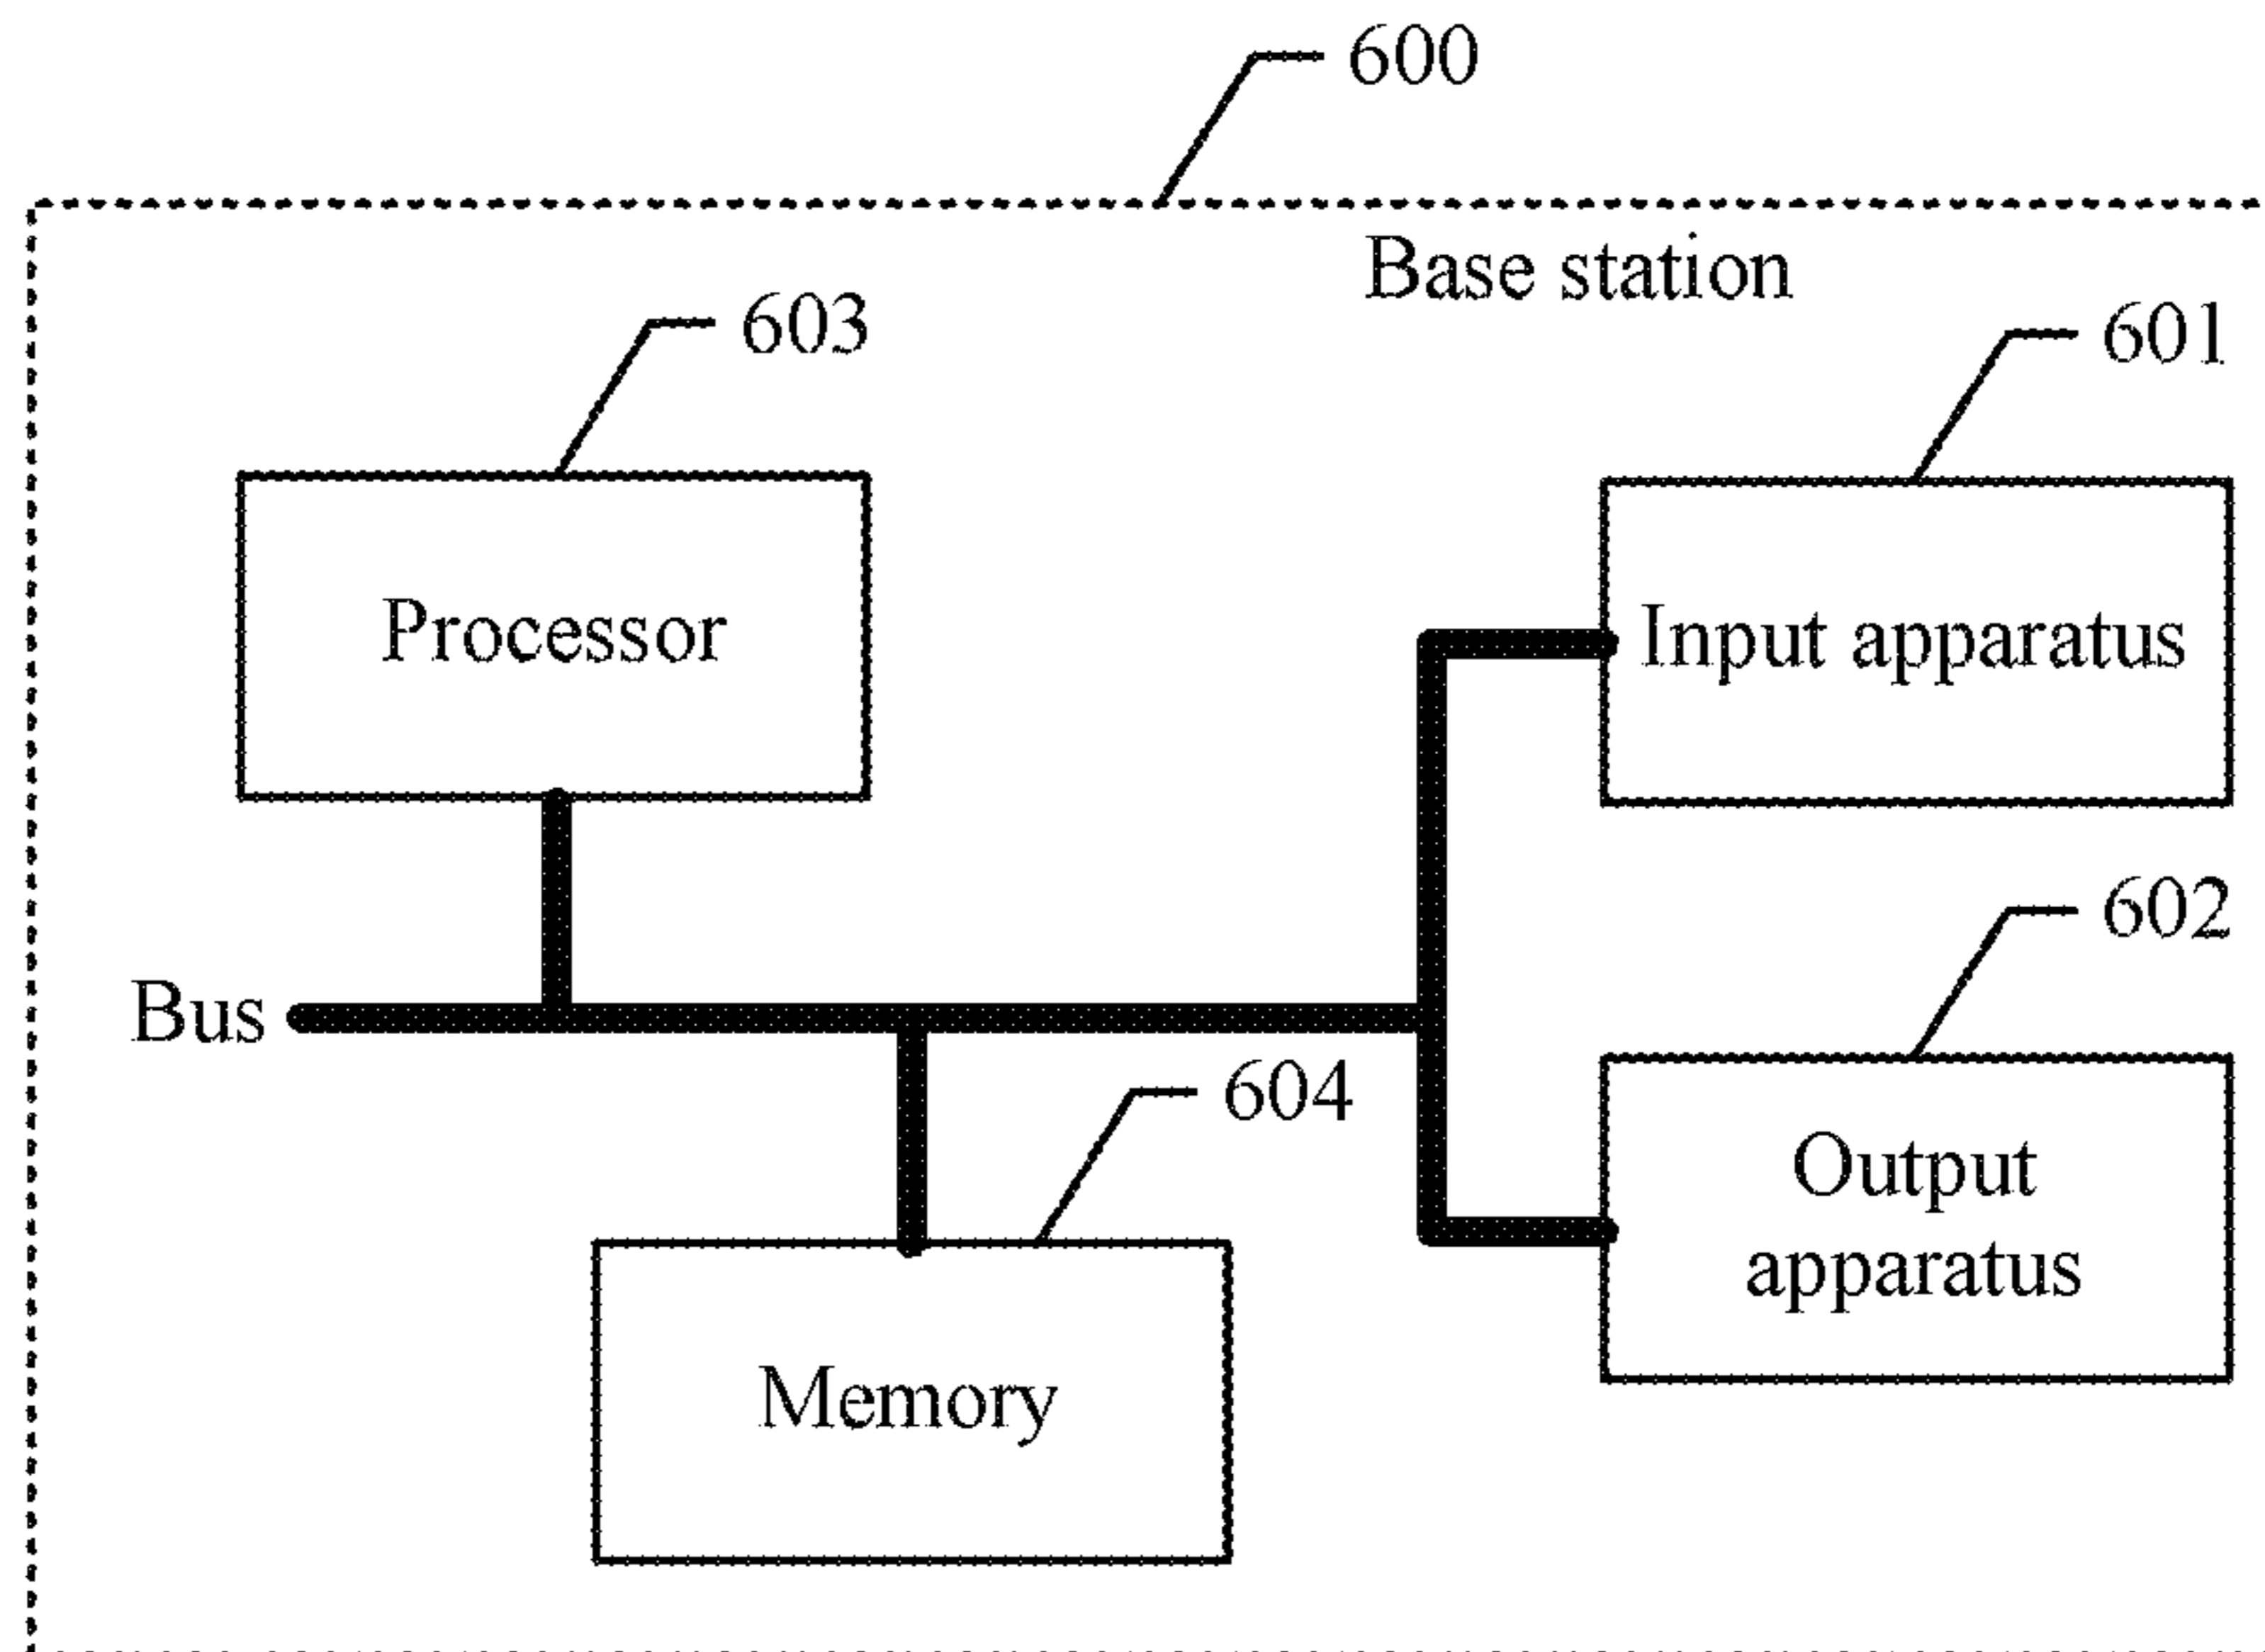 600
Base station
603
601
Processor
Input apparatus
602
Bus
604
Output
apparatus
Memory